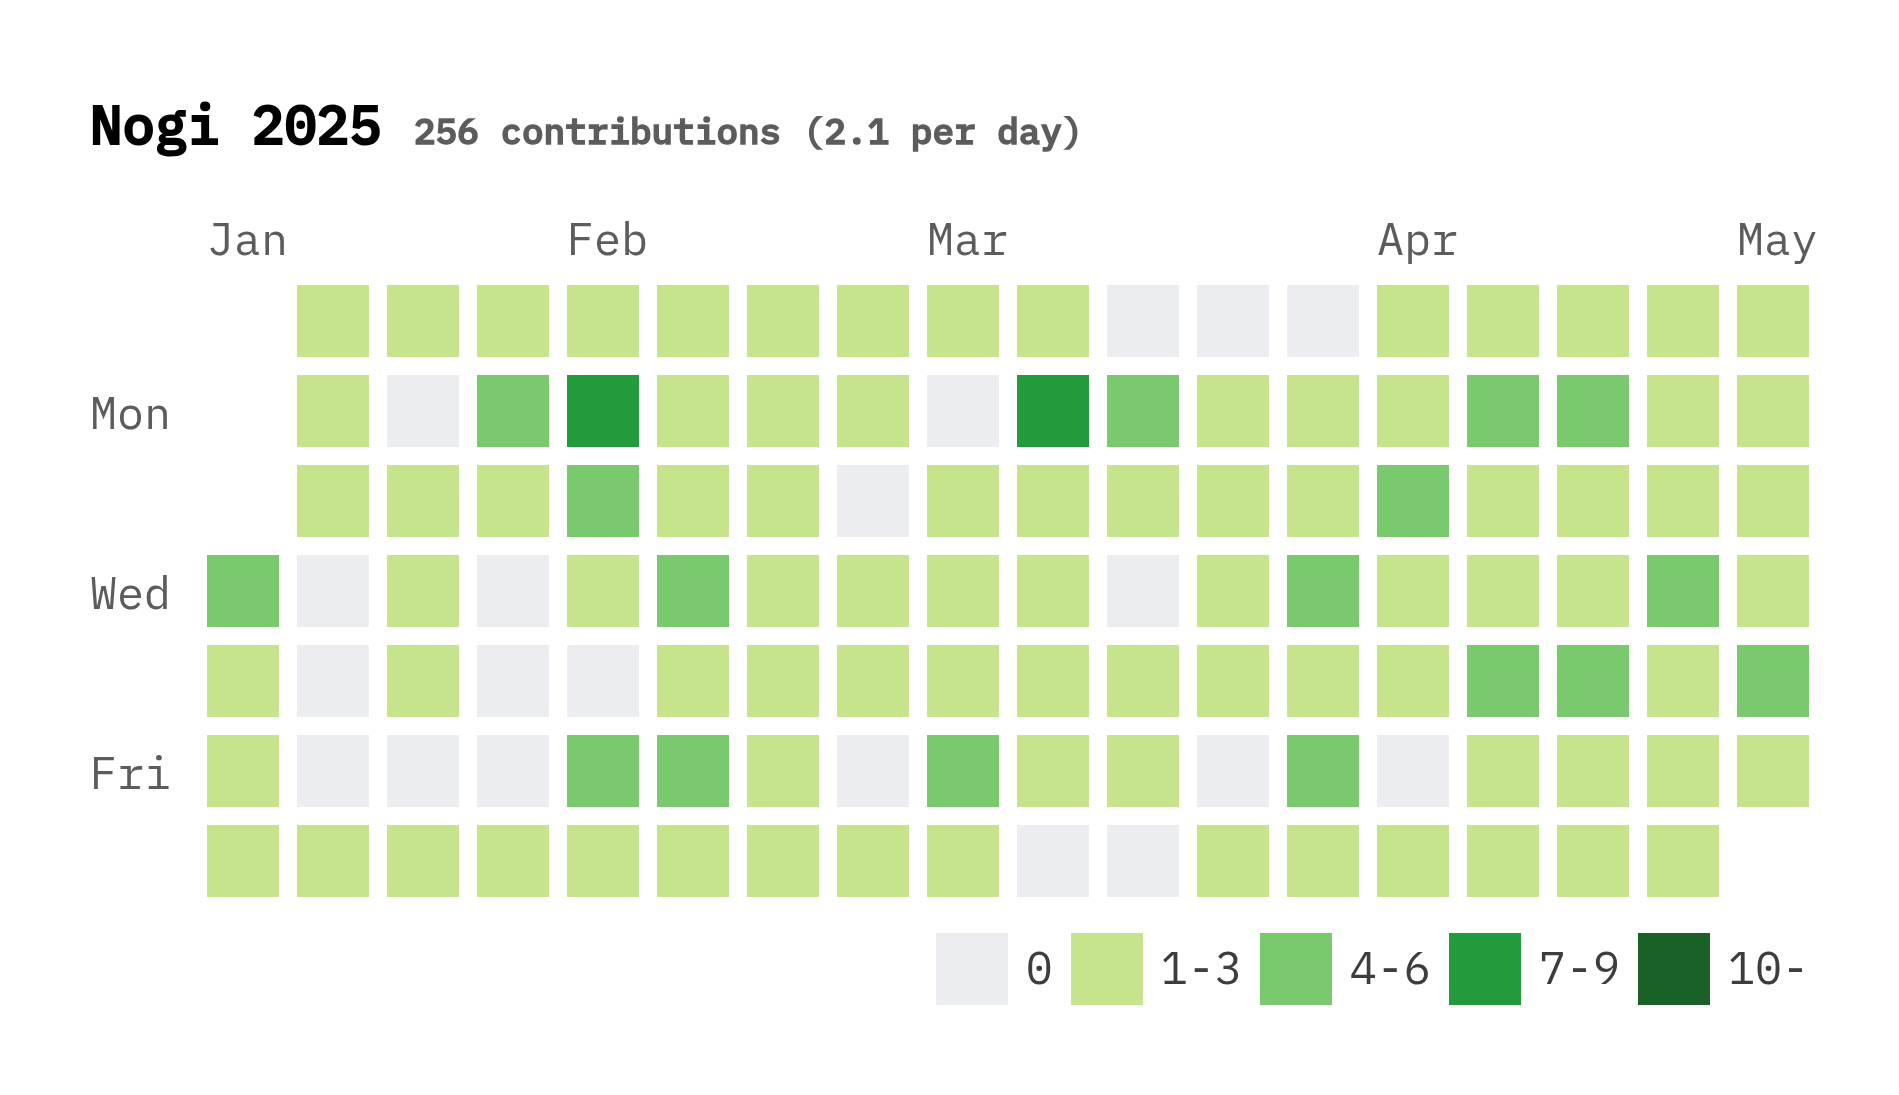 Nogi 2025 256 contributions (2.1 per day)
Jan Feb Mar Apr May
Mon
Wed
Fri
0 1-3 4-6 7-9 10-